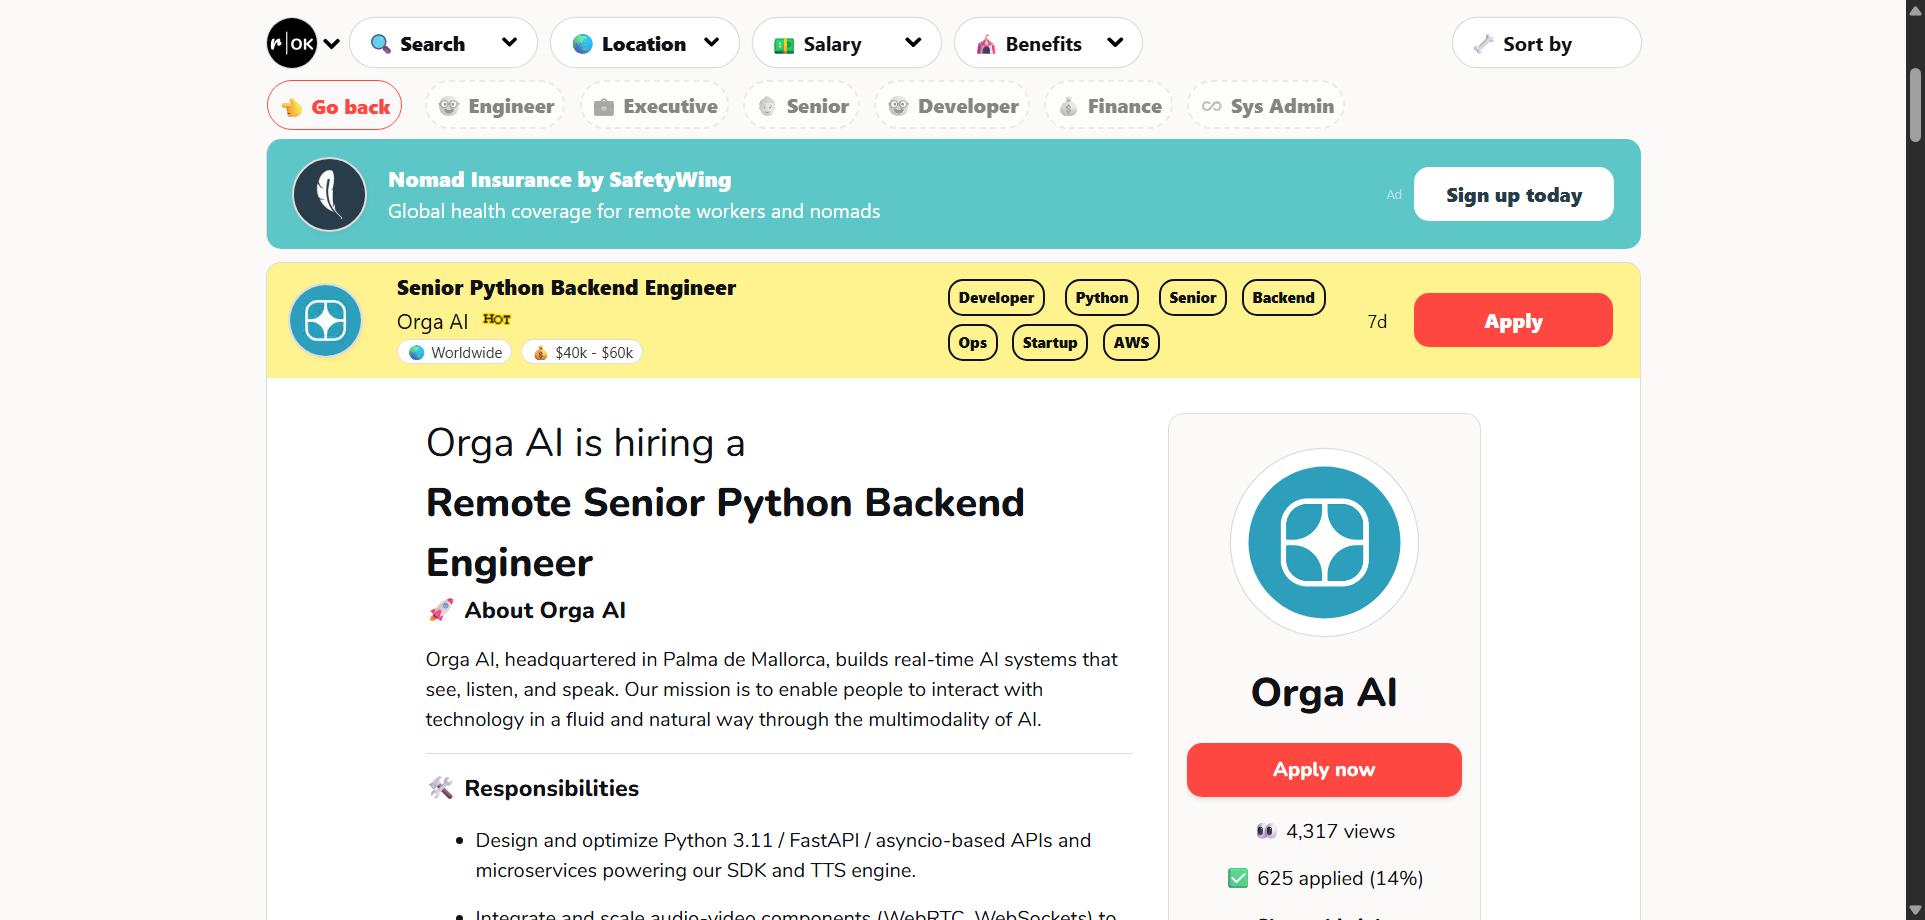 r|OK
Search
Location
Salary
Benefits
Sort by
Go back
Engineer
Executive
Senior
Developer
Finance
Sys Admin
Nomad Insurance by SafetyWing
Global health coverage for remote workers and nomads
Ad
Sign up today
Senior Python Backend Engineer
Orga AI HOT
Worldwide
$40k - $60k
Developer
Python
Senior
Backend
Ops
Startup
AWS
7d
Apply
Orga AI is hiring a
Remote Senior Python Backend
Engineer
About Orga AI
Orga AI, headquartered in Palma de Mallorca, builds real-time AI systems that
see, listen, and speak. Our mission is to enable people to interact with
technology in a fluid and natural way through the multimodality of AI.
Responsibilities
• Design and optimize Python 3.11 / FastAPI / asyncio-based APIs and
microservices powering our SDK and TTS engine.
• Integrate and scale audio-video components (WebRTC, WebSockets) to
Orga AI
Apply now
4,317 views
625 applied (14%)